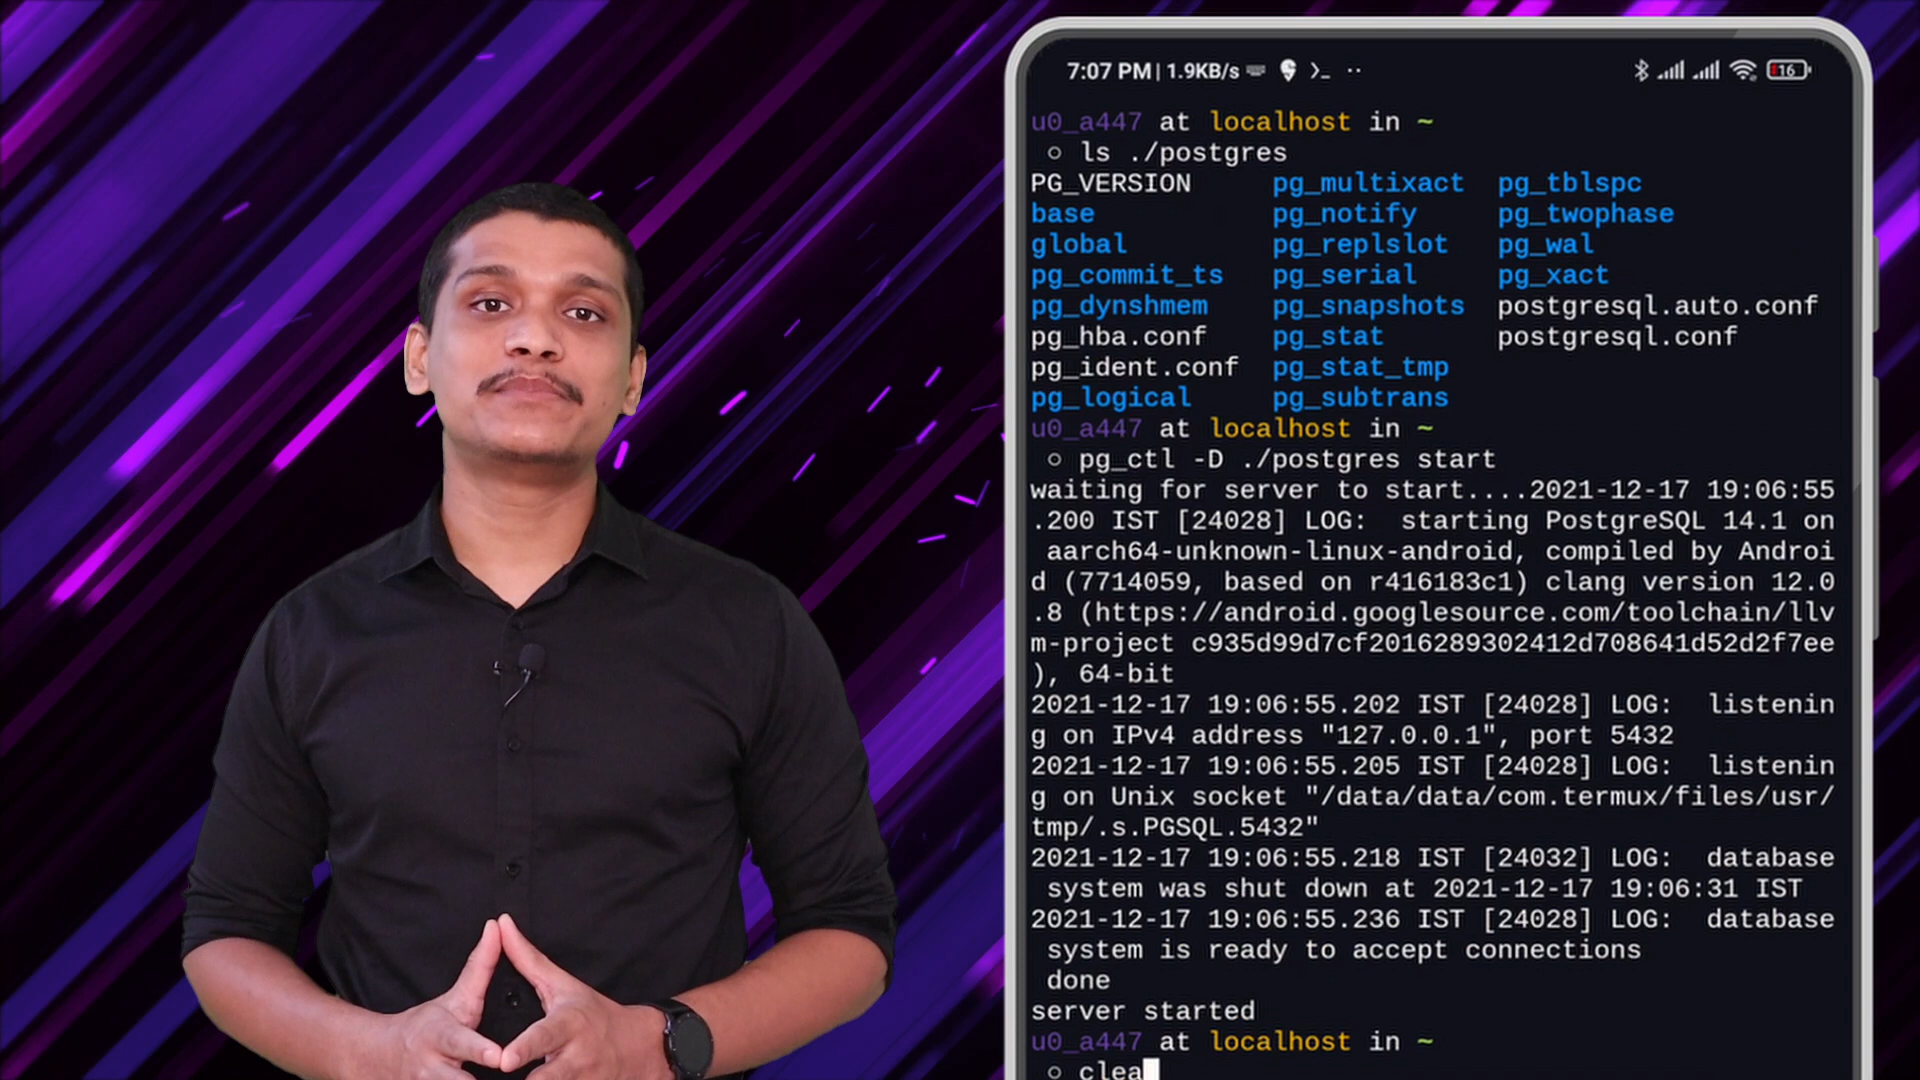 7:07 PM | 1.9KB/s
16
u0_a447 at localhost in ~
ls ./postgres
PG_VERSION pg_multixact pg_tblspc
base pg_notify pg_twophase
global pg_replslot pg_wal
pg_commit_ts pg_serial pg_xact
pg_dynshmem pg_snapshots postgresql.auto.conf
pg_hba.conf pg_stat postgresql.conf
pg_ident.conf pg_stat_tmp
pg_logical pg_subtrans
u0_a447 at localhost in ~
pg_ctl -D ./postgres start
waiting for server to start....2021-12-17 19:06:55
.200 IST [24028] LOG:  starting PostgreSQL 14.1 on
aarch64-unknown-linux-android, compiled by Androi
d (7714059, based on r416183c1) clang version 12.0
.8 (https://android.googlesource.com/toolchain/llv
m-project c935d99d7cf2016289302412d708641d52d2f7ee
), 64-bit
2021-12-17 19:06:55.202 IST [24028] LOG:  listenin
g on IPv4 address "127.0.0.1", port 5432
2021-12-17 19:06:55.205 IST [24028] LOG:  listenin
g on Unix socket "/data/data/com.termux/files/usr/
tmp/.s.PGSQL.5432"
2021-12-17 19:06:55.218 IST [24032] LOG:  database
system was shut down at 2021-12-17 19:06:31 IST
2021-12-17 19:06:55.236 IST [24028] LOG:  database
system is ready to accept connections
done
server started
u0_a447 at localhost in ~
clea